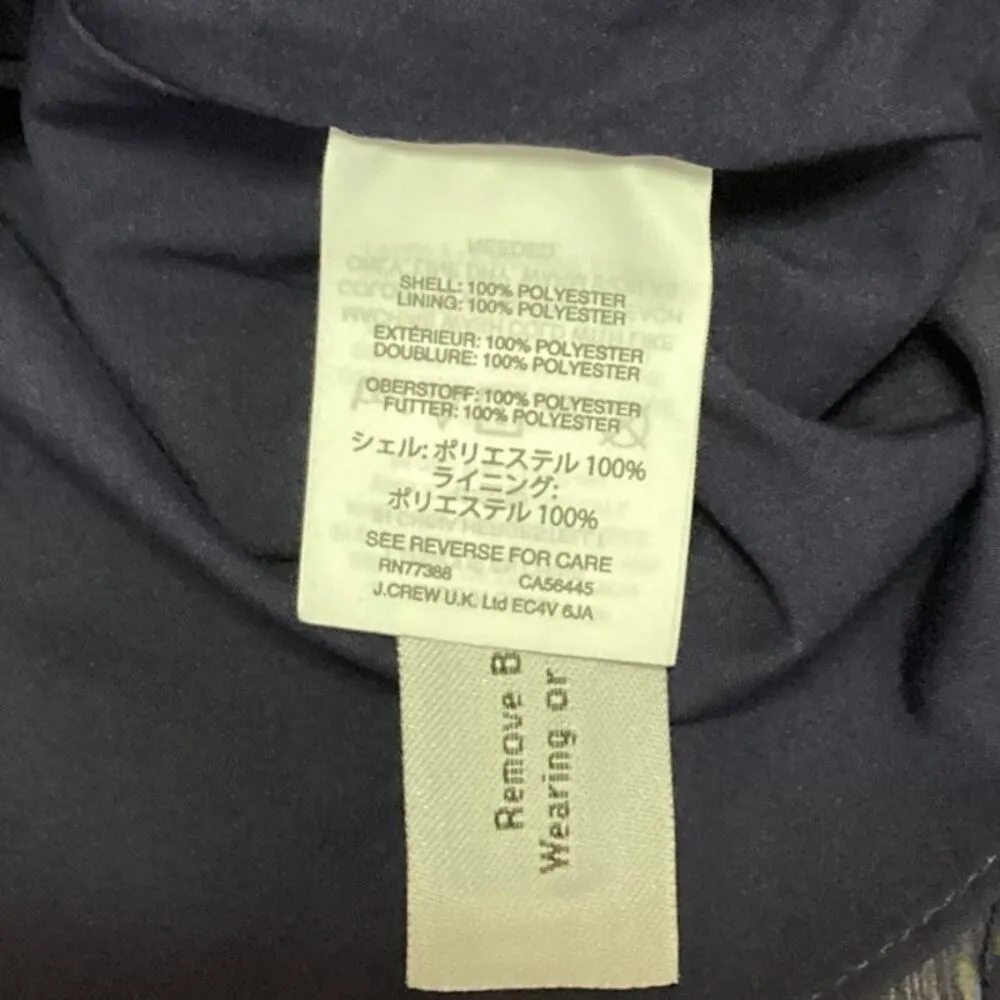 SHELL: 100% POLYESTER
LINING: 100% POLYESTER
EXTÉRIEUR: 100% POLYESTER
DOUBLURE: 100% POLYESTER
OBERSTOFF: 100% POLYESTER
FUTTER: 100% POLYESTER
シェル: ポリエステル 100%
ライニング:
ポリエステル 100%
SEE REVERSE FOR CARE
RN77388 CA56445
J.CREW U.K. Ltd EC4V 6JA
Remove B
Wearing or